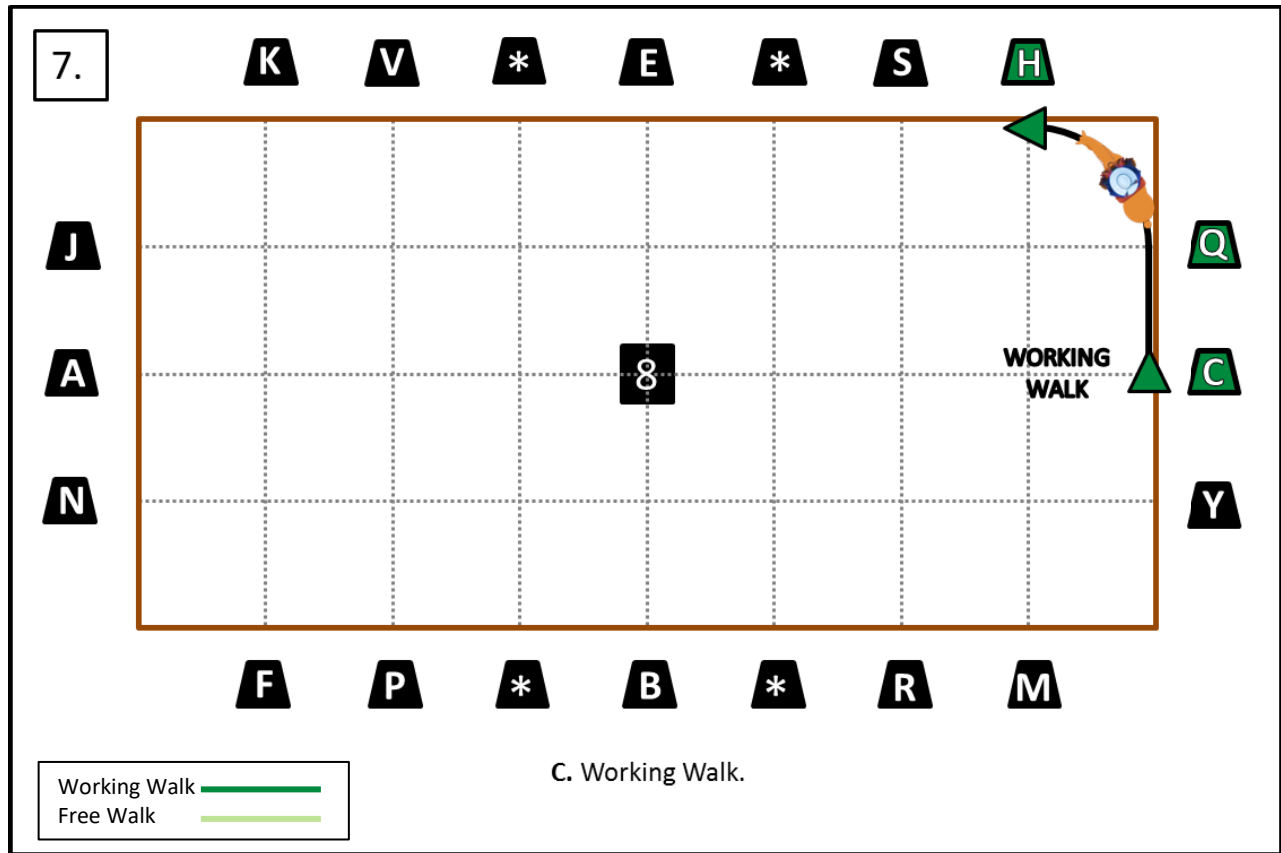 7.
K V * E * S H
J
Q
8
A
WORKING
WALK
C
N
Y
F P * B * R M
C. Working Walk.
Working Walk
Free Walk